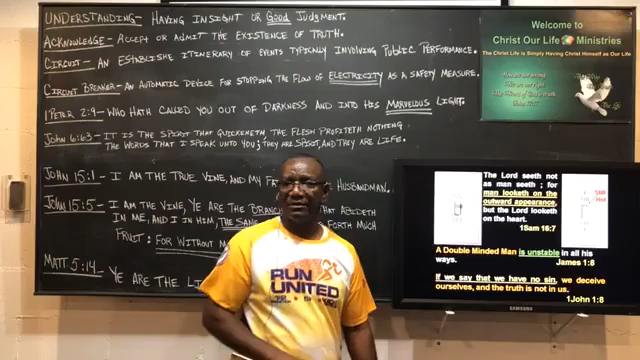 Understanding - Having Insight or Good Judgment.
Acknowledge - Accept or Admit the Existence of Truth.
Circuit - An Establishe Itinerary of Events Typically Involving Public Performance.
Circuit Breaker - An Automatic Device for Stopping the Flow of Electricity as a Safety Measure.
1 Peter 2:9 - Who Hath Called You Out of Darkness and Into His Marvelous Light.
John 6:63 - It is the Spirit that Quickeneth the Flesh Profiteth Nothing
The Words that I Speak Unto You; They are Spirit, and They are Life.
John 15:1 - I am the True Vine, and My Fa Husbandman.
John 15:5 - I am the Vine, Ye are the Bran That Abideth
in Me, and I in Him, The Same Forth Much
Fruit: For Without M
Matt 5:14 - Ye are the Li
RUN
UNITED
Welcome to
Christ Our Life Ministries
The Christ Life is Simply Having Christ Himself as Our Life
The Lord seeth not
as man seeth ; for
man looketh on the
outward appearance,
but the Lord looketh
on the heart.
1Sam 16:7
A Double Minded Man is unstable in all his
ways. James 1:8
If we say that we have no sin, we deceive
ourselves, and the truth is not in us.
1John 1:8
SAMSUNG